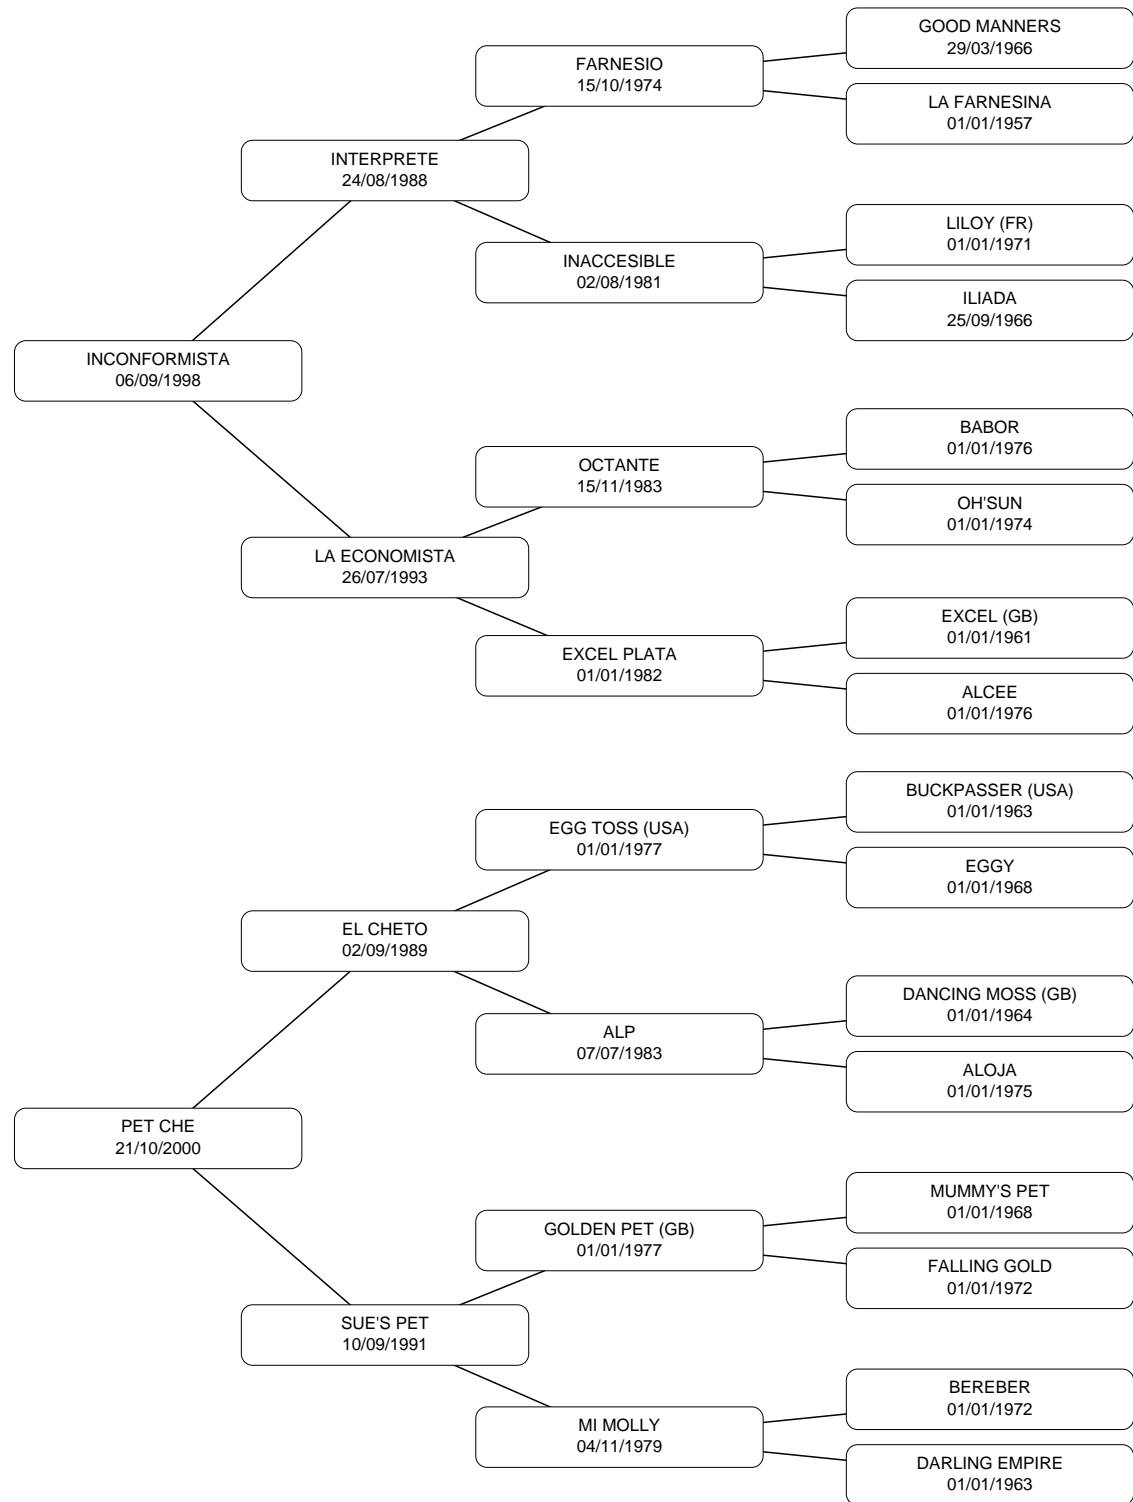 GOOD MANNERS
29/03/1966
FARNESIO
15/10/1974
LA FARNESINA
01/01/1957
INTERPRETE
24/08/1988
LILOY (FR)
01/01/1971
INACCESIBLE
02/08/1981
ILIADA
25/09/1966
INCONFORMISTA
06/09/1998
BABOR
01/01/1976
OCTANTE
15/11/1983
OH'SUN
01/01/1974
LA ECONOMISTA
26/07/1993
EXCEL (GB)
01/01/1961
EXCEL PLATA
01/01/1982
ALCEE
01/01/1976
BUCKPASSER (USA)
01/01/1963
EGG TOSS (USA)
01/01/1977
EGGY
01/01/1968
EL CHETO
02/09/1989
DANCING MOSS (GB)
01/01/1964
ALP
07/07/1983
ALOJA
01/01/1975
PET CHE
21/10/2000
MUMMY'S PET
01/01/1968
GOLDEN PET (GB)
01/01/1977
FALLING GOLD
01/01/1972
SUE'S PET
10/09/1991
BEREBER
01/01/1972
MI MOLLY
04/11/1979
DARLING EMPIRE
01/01/1963